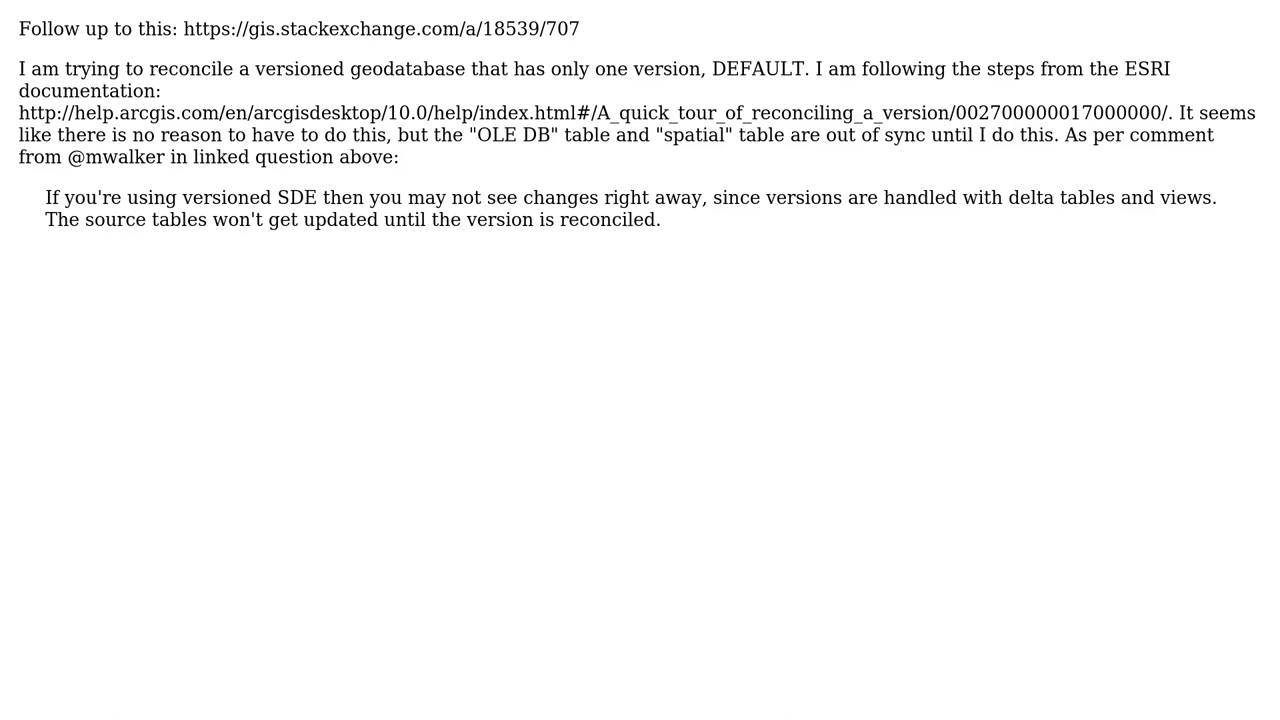 Follow up to this: https://gis.stackexchange.com/a/18539/707
I am trying to reconcile a versioned geodatabase that has only one version, DEFAULT. I am following the steps from the ESRI
documentation:
http://help.arcgis.com/en/arcgisdesktop/10.0/help/index.html#/A_quick_tour_of_reconciling_a_version/002700000017000000/. It seems
like there is no reason to have to do this, but the "OLE DB" table and "spatial" table are out of sync until I do this. As per comment
from @mwalker in linked question above:
If you're using versioned SDE then you may not see changes right away, since versions are handled with delta tables and views.
The source tables won't get updated until the version is reconciled.